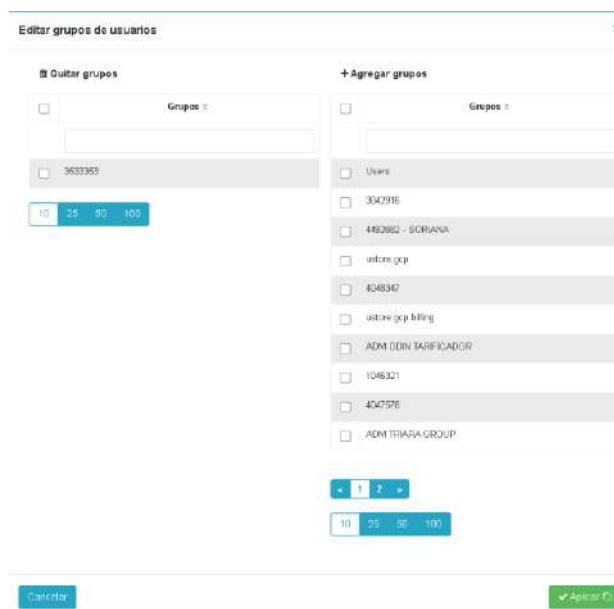 Editar grupos de usuarios
Quitar grupos
Grupos
3633353
10 25 50 100
+ Agregar grupos
Grupos
Users
3042916
4492682 - SORIANA
ustore.gcp
4048347
ustore gcp billing
ADM ODIN TARIFICADOR
1046321
4047576
ADM TRIARA GROUP
« 1 2 »
10 25 50 100
Cancelar
Aplicar